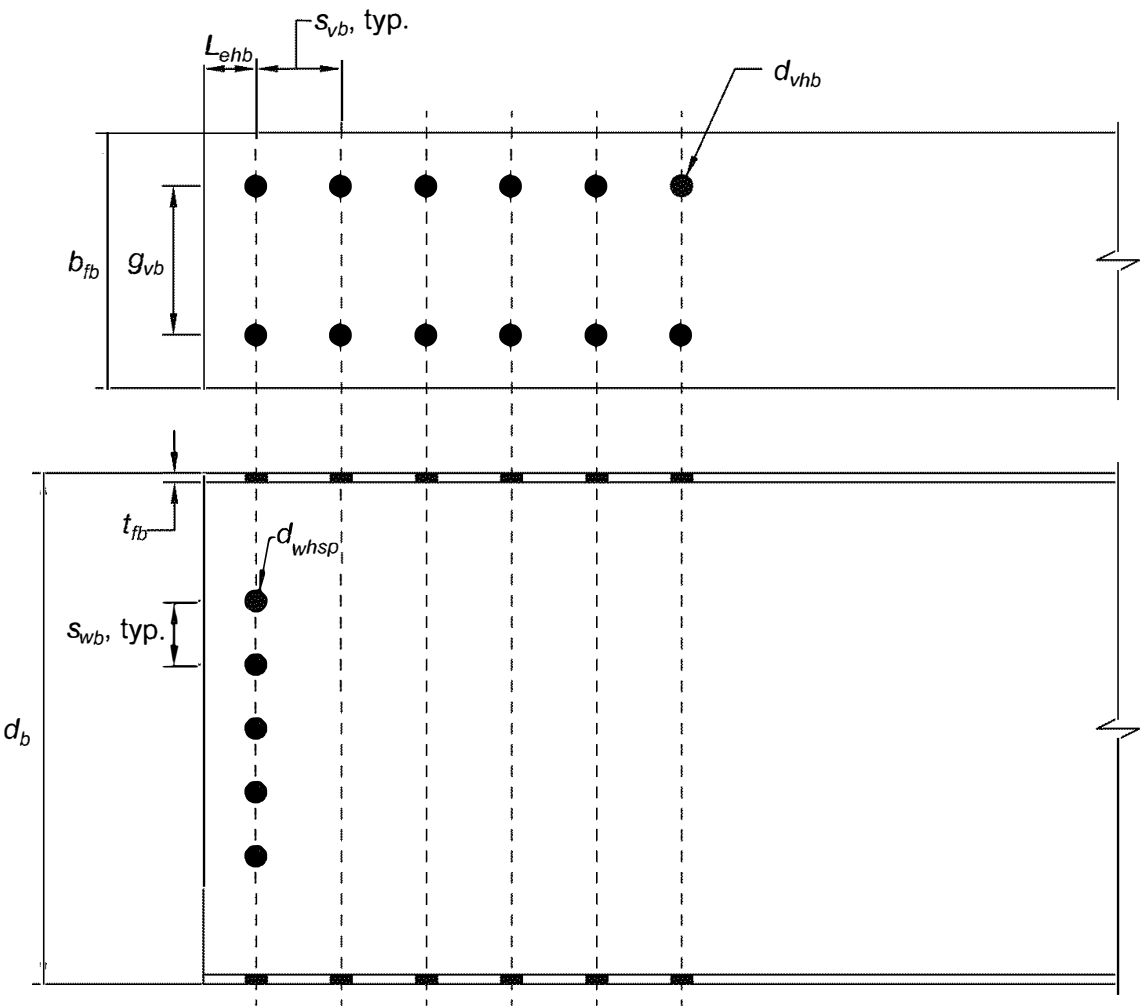 s_vb, typ.
L_ehb
d_vhb
b_fb
g_vb
t_fb
d_whsp
s_wb, typ.
d_b